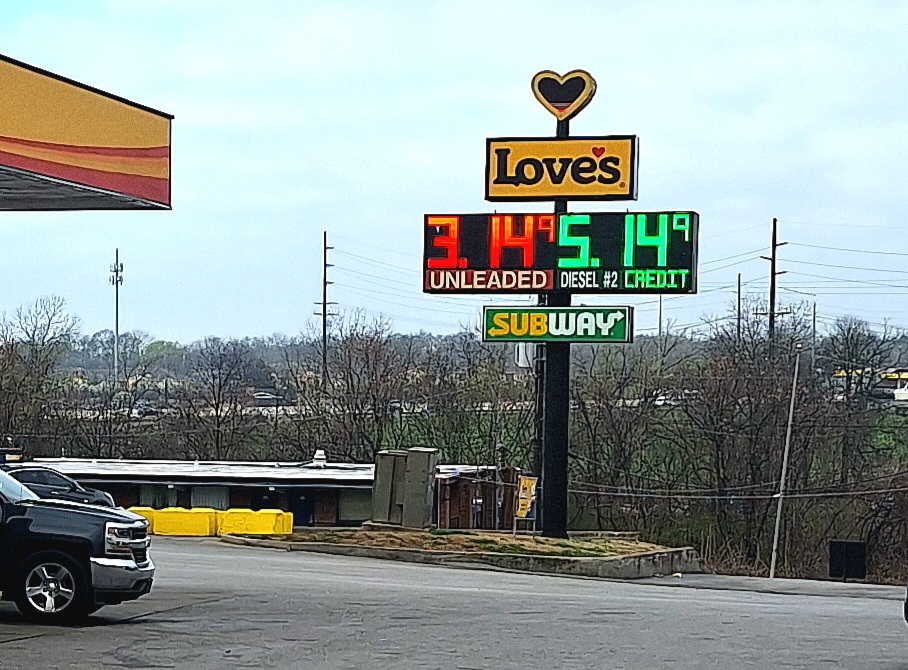 Love's
3.14⁹ 5.14⁹
UNLEADED DIESEL #2 CREDIT
SUBWAY